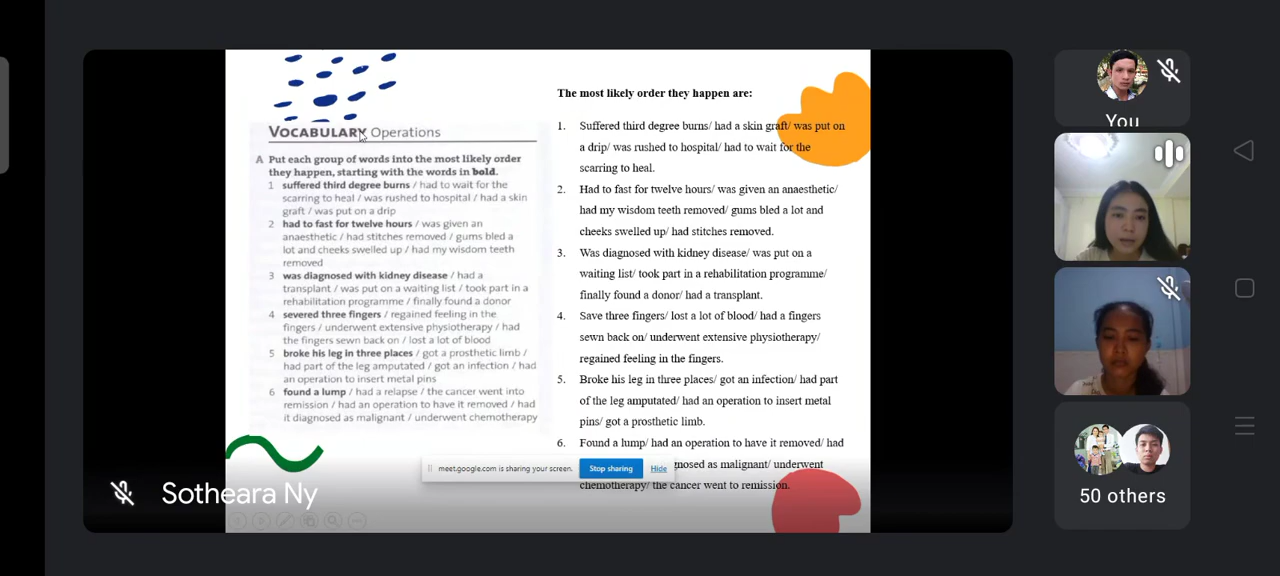 VOCABULARY Operations
A Put each group of words into the most likely order
they happen, starting with the words in bold.
1 suffered third degree burns / had to wait for the
scarring to heal / was rushed to hospital / had a skin
graft / was put on a drip
2 had to fast for twelve hours / was given an
anaesthetic / had stitches removed / gums bled a
lot and cheeks swelled up / had my wisdom teeth
removed
3 was diagnosed with kidney disease / had a
transplant / was put on a waiting list / took part in a
rehabilitation programme / finally found a donor
4 severed three fingers / regained feeling in the
fingers / underwent extensive physiotherapy / had
the fingers sewn back on / lost a lot of blood
5 broke his leg in three places / got a prosthetic limb /
had part of the leg amputated / got an infection / had
an operation to insert metal pins
6 found a lump / had a relapse / the cancer went into
remission / had an operation to have it removed / had
it diagnosed as malignant / underwent chemotherapy
The most likely order they happen are:
1. Suffered third degree burns/ had a skin graft/ was put on
a drip/ was rushed to hospital/ had to wait for the
scarring to heal.
2. Had to fast for twelve hours/ was given an anaesthetic/
had my wisdom teeth removed/ gums bled a lot and
cheeks swelled up/ had stitches removed.
3. Was diagnosed with kidney disease/ was put on a
waiting list/ took part in a rehabilitation programme/
finally found a donor/ had a transplant.
4. Save three fingers/ lost a lot of blood/ had a fingers
sewn back on/ underwent extensive physiotherapy/
regained feeling in the fingers.
5. Broke his leg in three places/ got an infection/ had part
of the leg amputated/ had an operation to insert metal
pins/ got a prosthetic limb.
6. Found a lump/ had an operation to have it removed/ had
as malignant/ underwent
chemotherapy/ the cancer went to remission.
meet.google.com is sharing your screen.
Stop sharing
Hide
Sotheara Ny
You
50 others